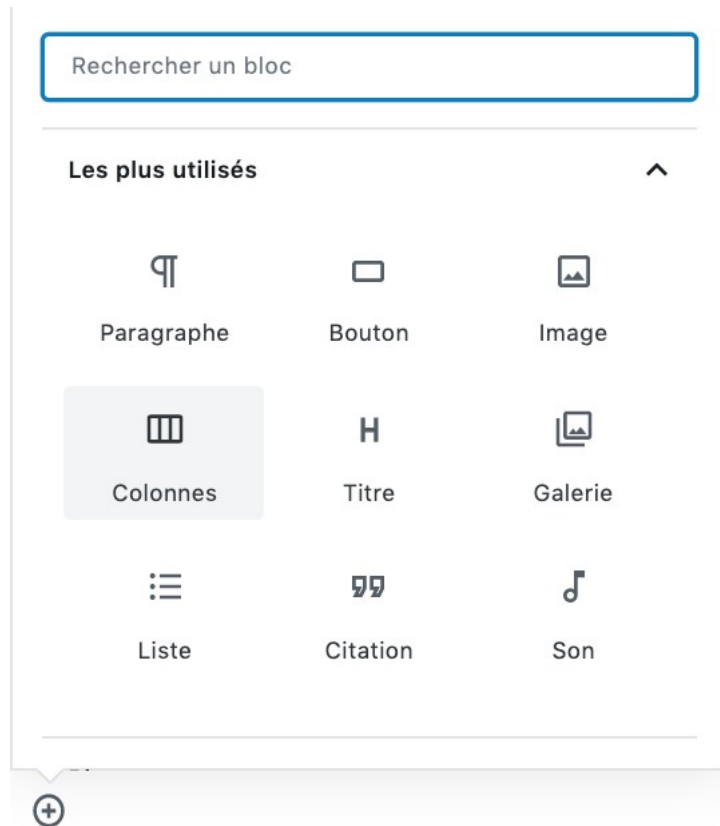 Rechercher un bloc
Les plus utilisés
Paragraphe Bouton Image
Colonnes Titre Galerie
Liste Citation Son